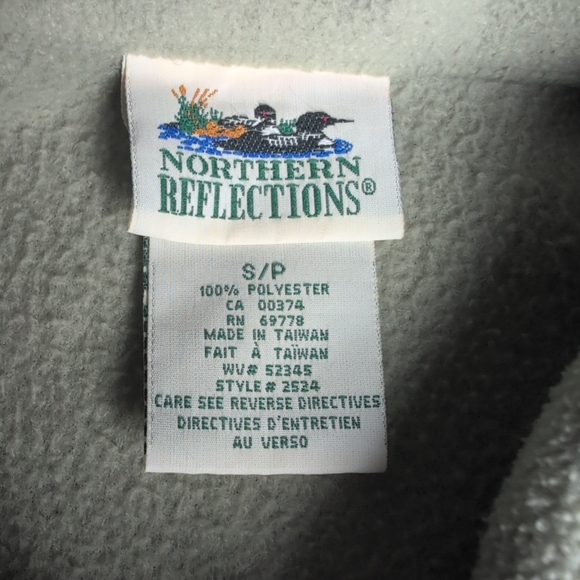 NORTHERN
REFLECTIONS®
S/P
100% POLYESTER
CA 00374
RN 69778
MADE IN TAIWAN
FAIT À TAÏWAN
WV# 52345
STYLE# 2524
CARE SEE REVERSE DIRECTIVES
DIRECTIVES D'ENTRETIEN
AU VERSO